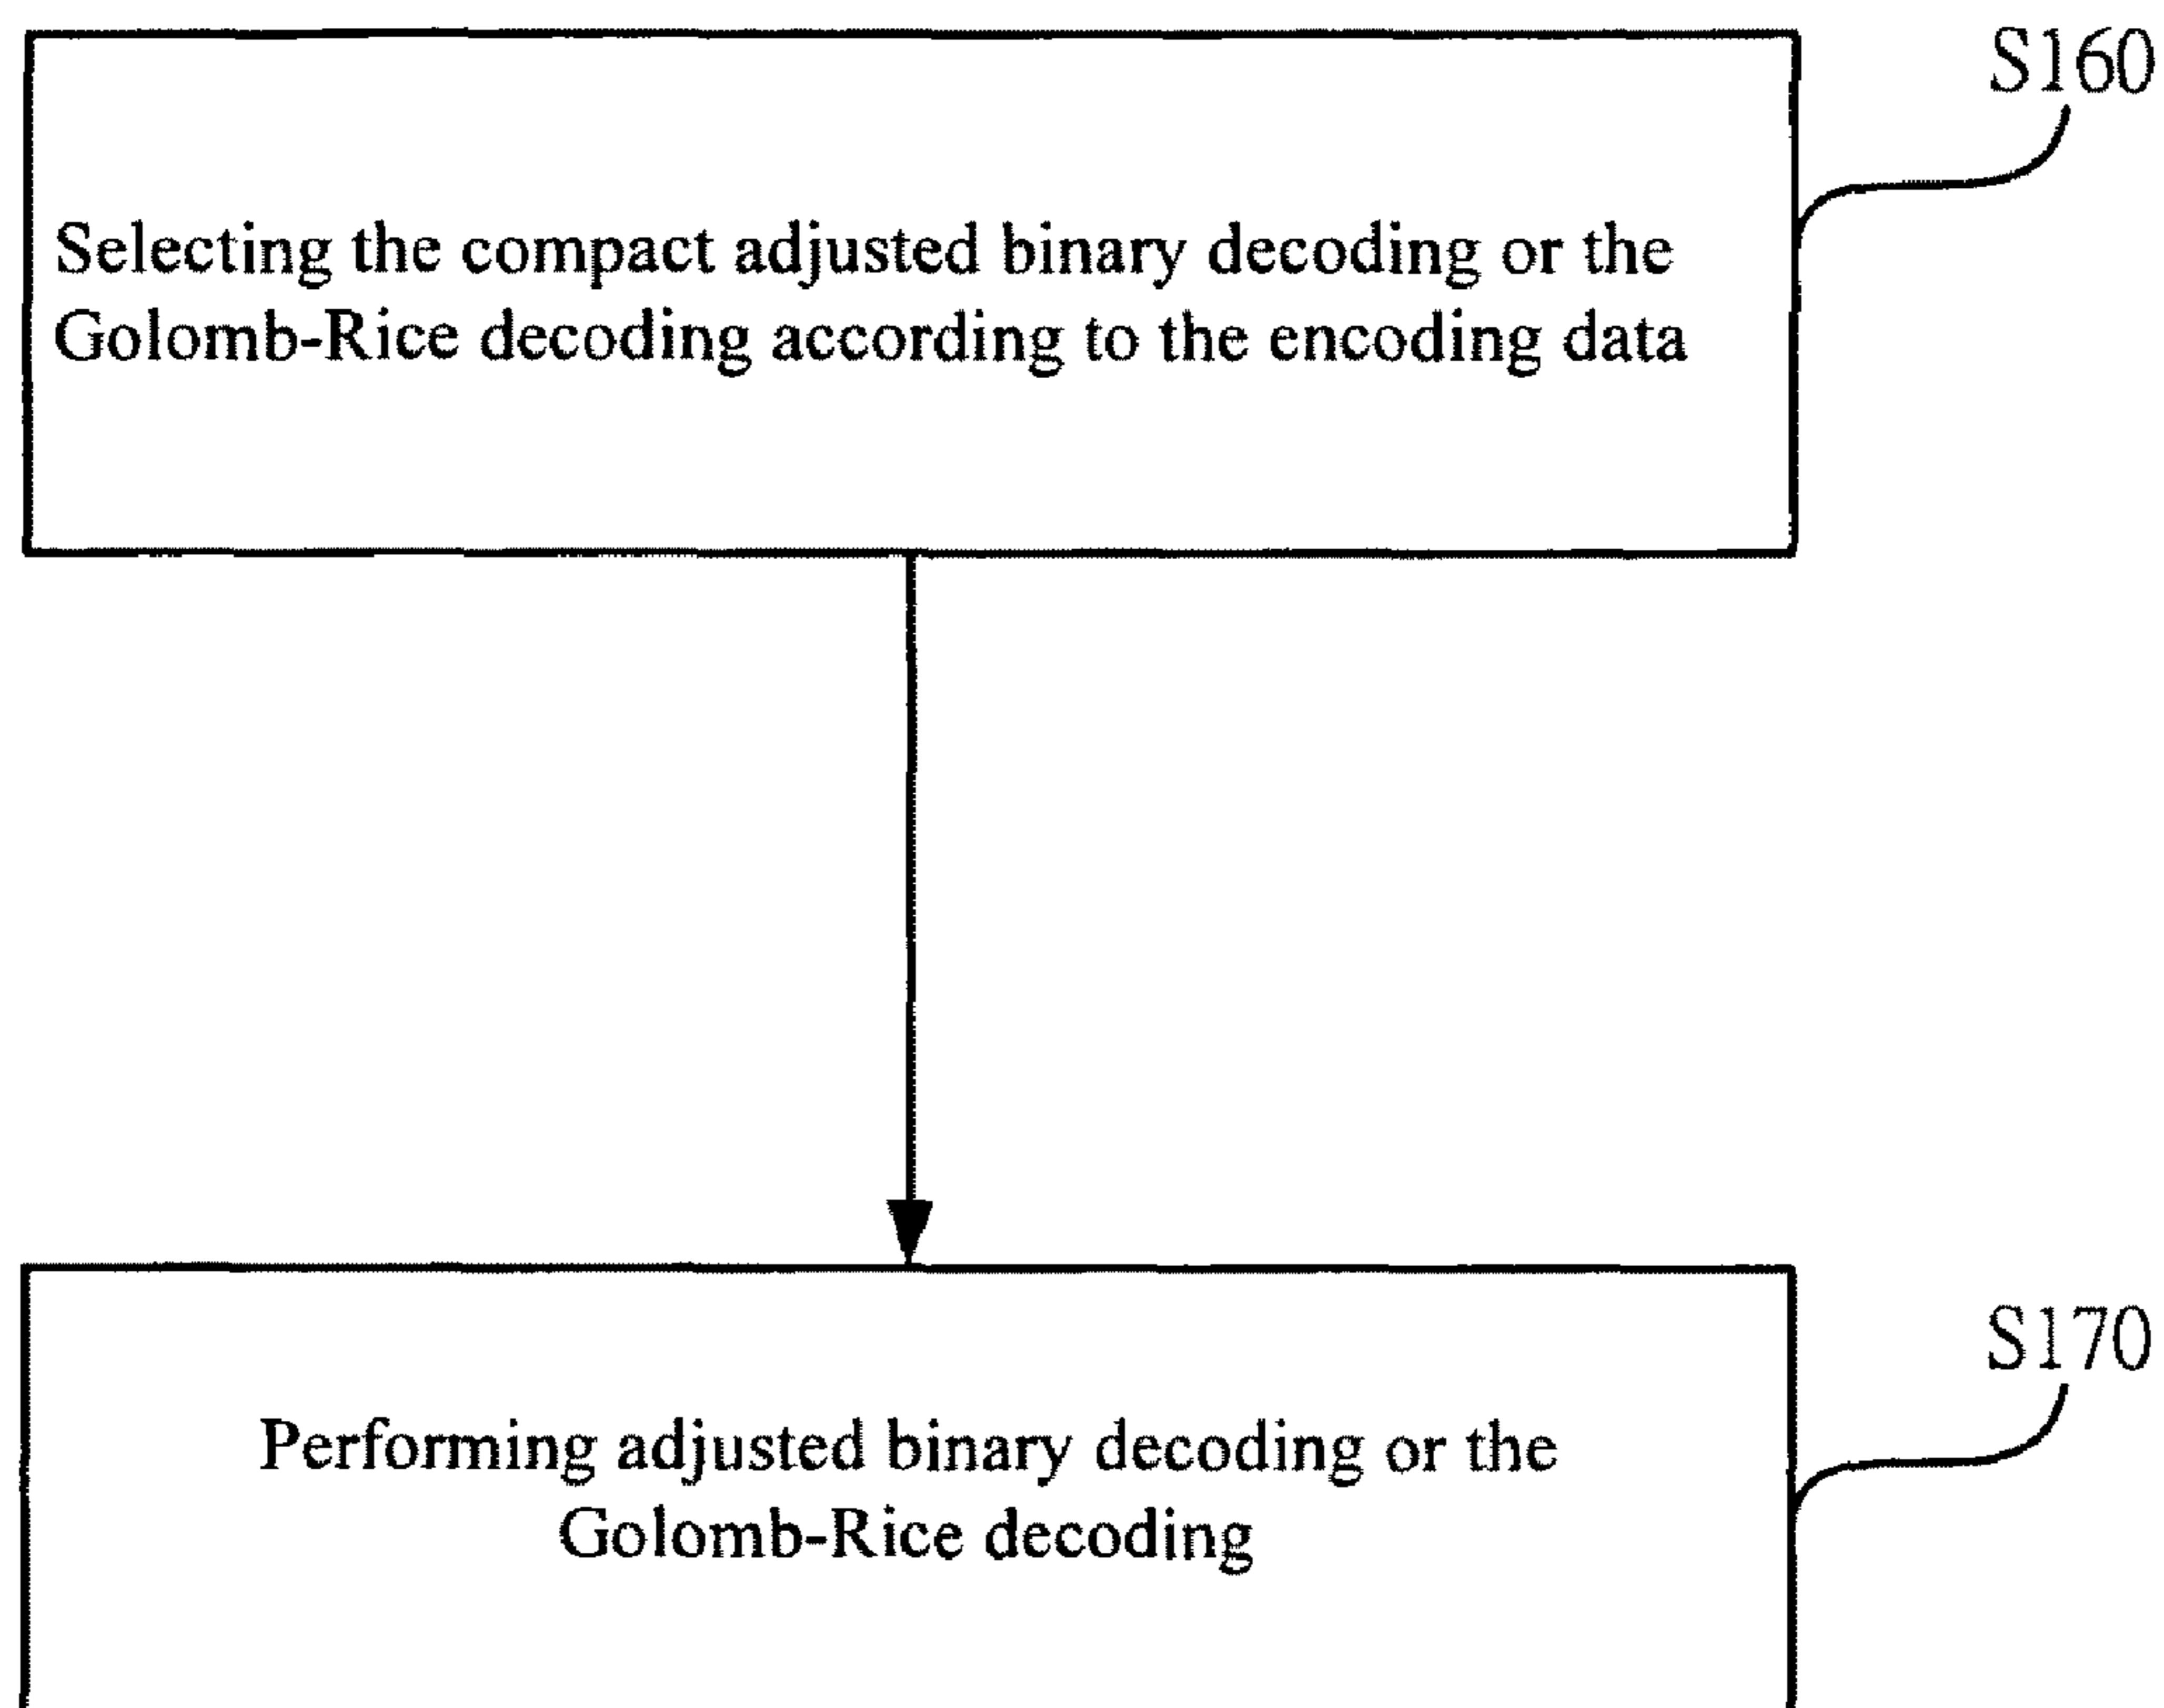 S160
Selecting the compact adjusted binary decoding or the
Golomb-Rice decoding according to the encoding data
S170
Performing adjusted binary decoding or the
Golomb-Rice decoding